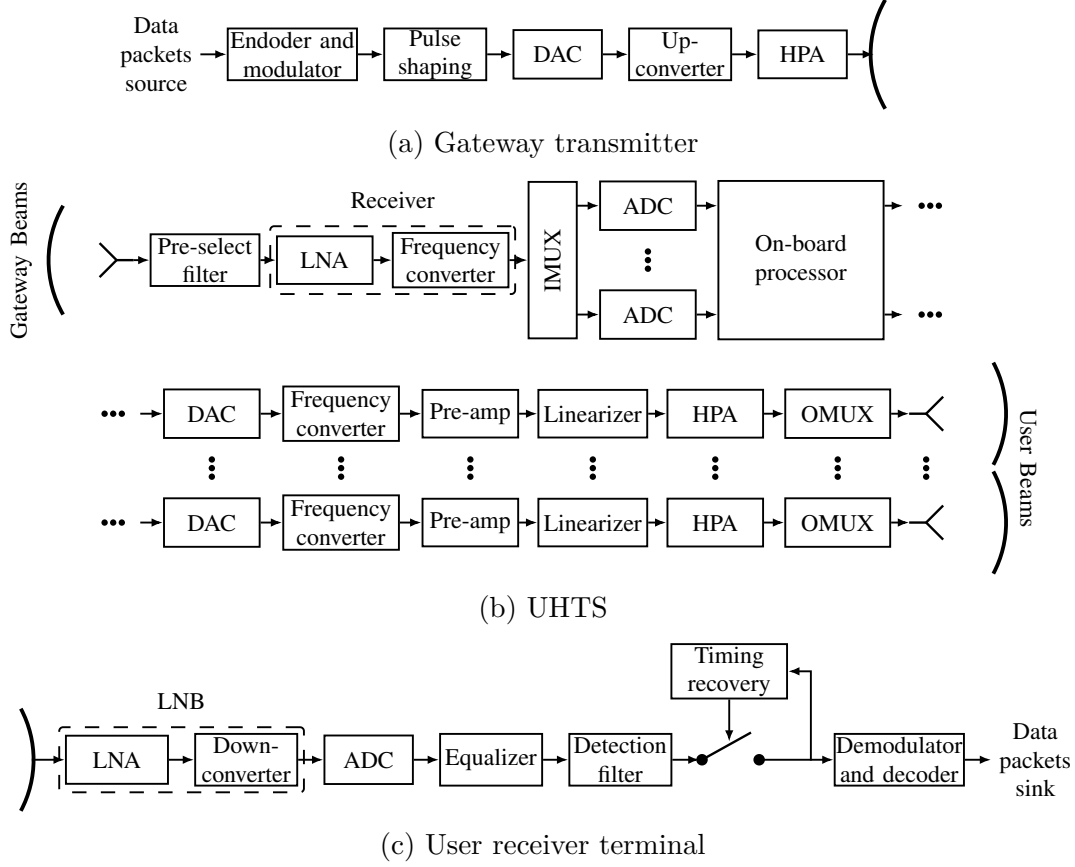 Data
packets
source
Endoder and
modulator
Pulse
shaping
DAC
Up-
converter
HPA
(a) Gateway transmitter
Gateway Beams
Pre-select
filter
Receiver
LNA
Frequency
converter
IMUX
ADC
ADC
On-board
processor
DAC
Frequency
converter
Pre-amp
Linearizer
HPA
OMUX
DAC
Frequency
converter
Pre-amp
Linearizer
HPA
OMUX
User Beams
(b) UHTS
LNB
LNA
Down-
converter
ADC
Equalizer
Detection
filter
Timing
recovery
Demodulator
and decoder
Data
packets
sink
(c) User receiver terminal